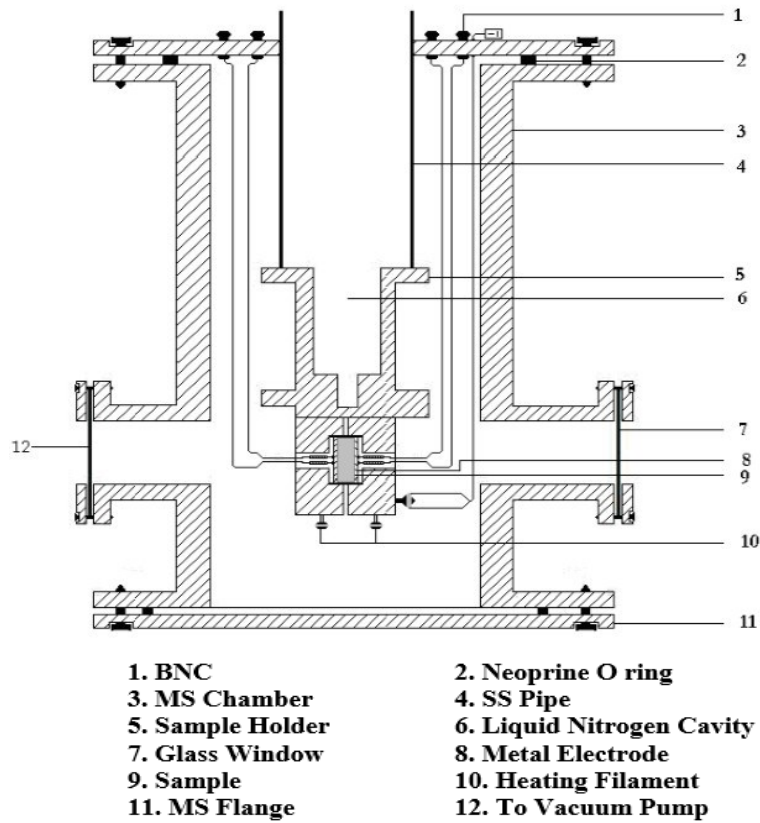 1
2
3
4
5
6
7
12
8
9
10
11
1. BNC 2. Neoprine O ring
3. MS Chamber 4. SS Pipe
5. Sample Holder 6. Liquid Nitrogen Cavity
7. Glass Window 8. Metal Electrode
9. Sample 10. Heating Filament
11. MS Flange 12. To Vacuum Pump